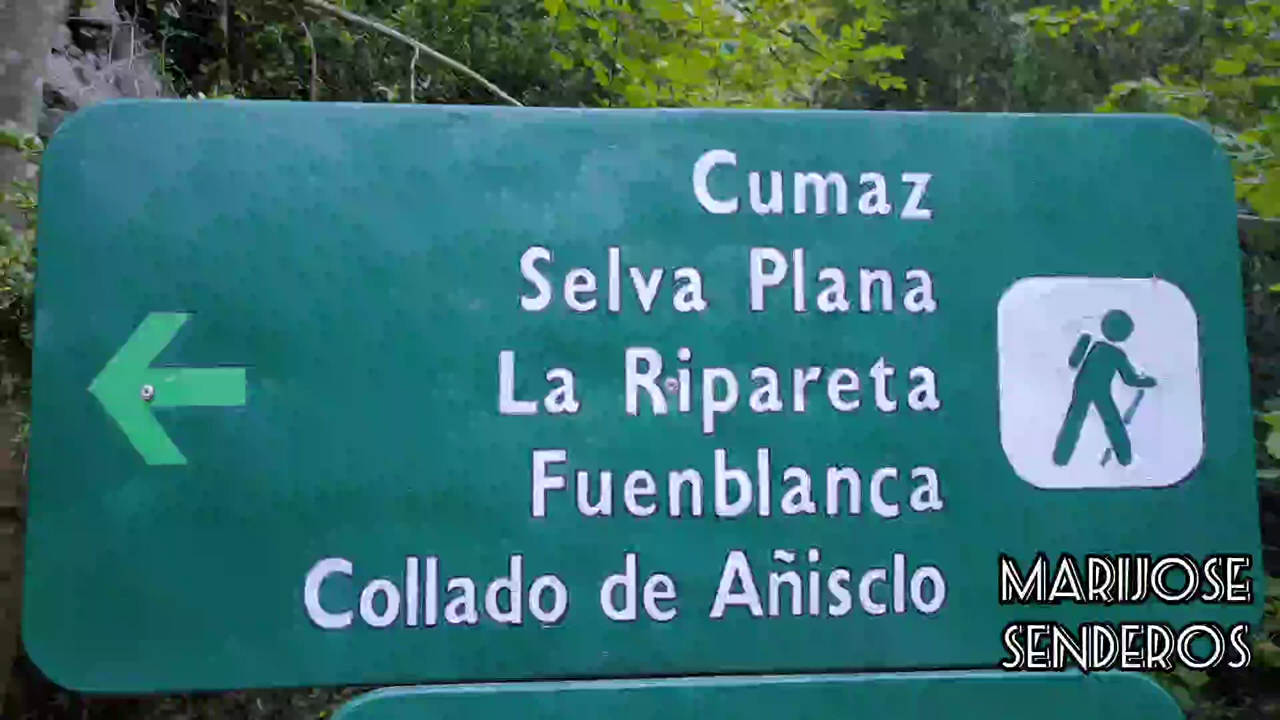 Cumaz
Selva Plana
La Ripareta
Fuenblanca
Collado de Añisclo
MARIJOSE
SENDEROS